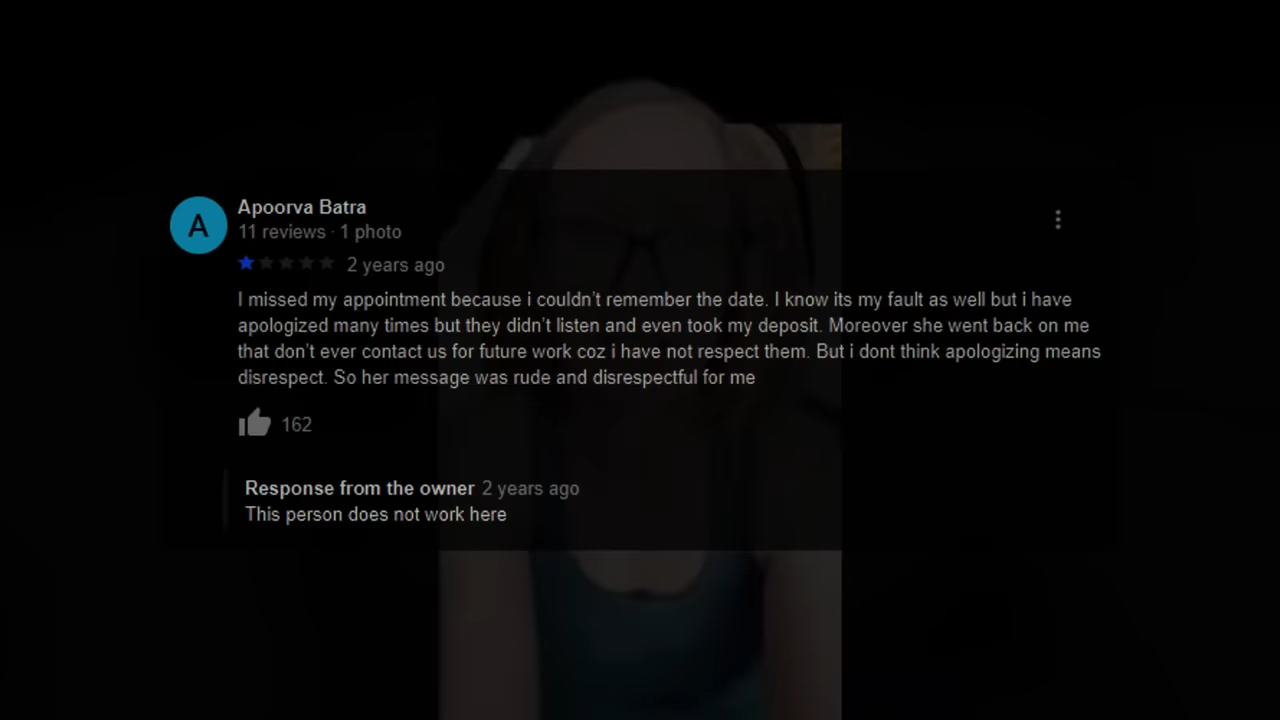 A
Apoorva Batra
11 reviews · 1 photo
2 years ago
I missed my appointment because i couldn't remember the date. I know its my fault as well but i have
apologized many times but they didn't listen and even took my deposit. Moreover she went back on me
that don't ever contact us for future work coz i have not respect them. But i dont think apologizing means
disrespect. So her message was rude and disrespectful for me
162
Response from the owner 2 years ago
This person does not work here